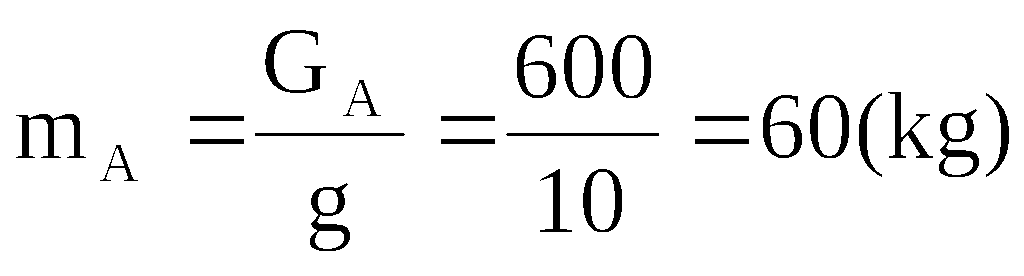 m_A = G_A / g = 600 / 10 = 60(kg)